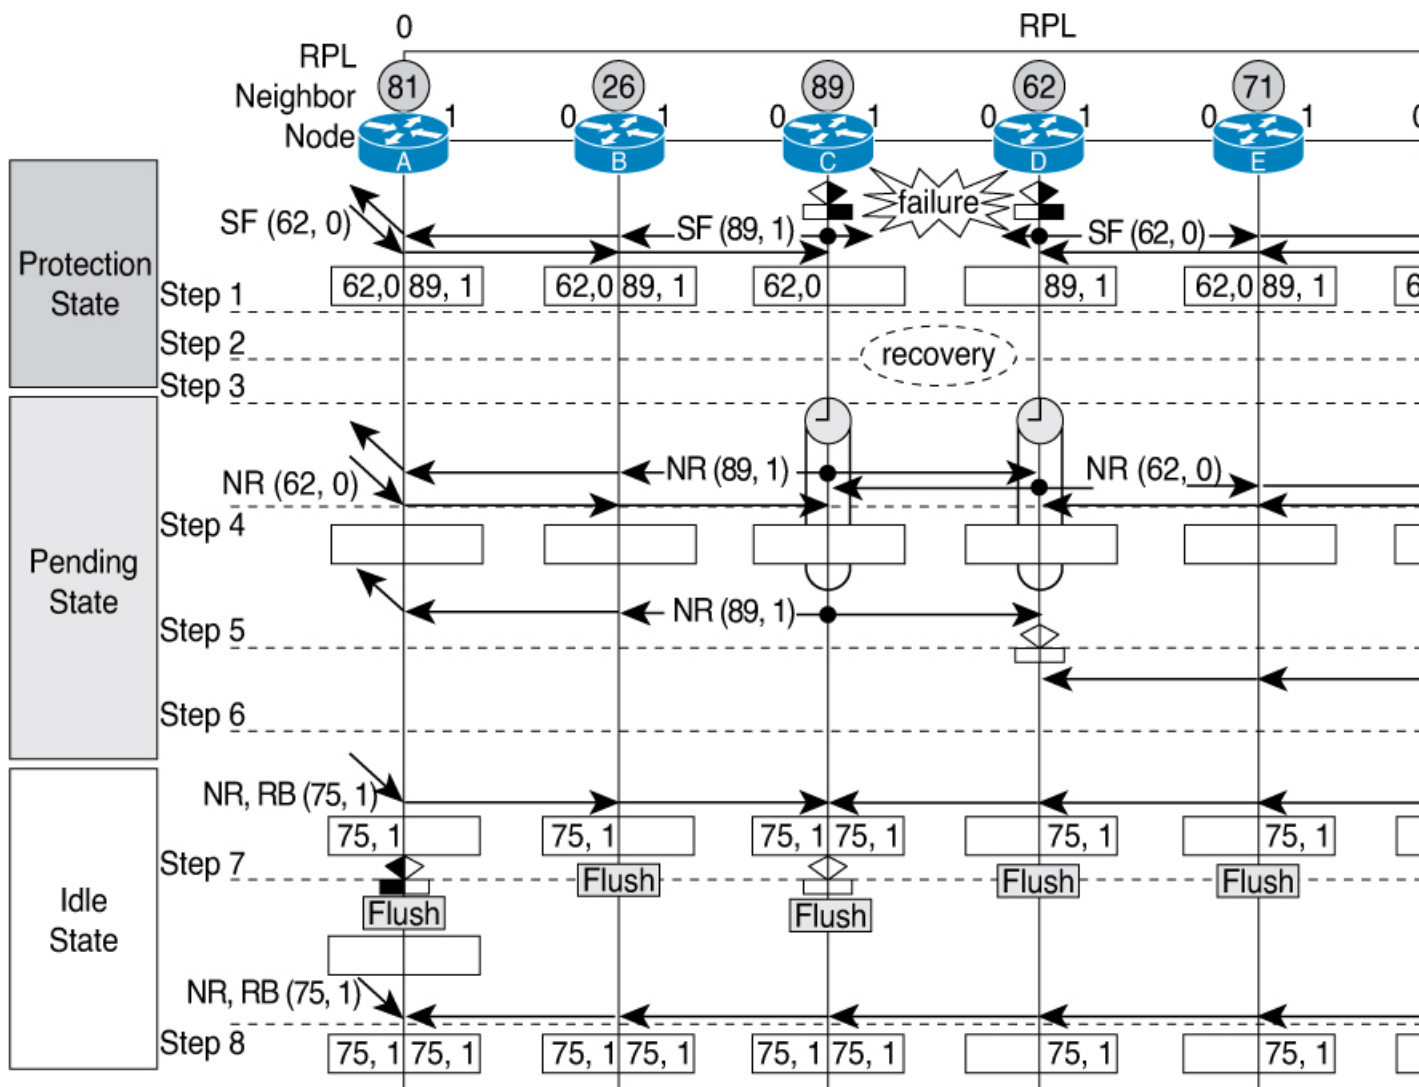 0 RPL
RPL
Neighbor
Node
81 26 89 62 71
1 0 1 0 1 0 1 0 1 0
A B C D E
failure
SF (62, 0) SF (89, 1) SF (62, 0)
Protection
State
Step 1
62,0 89, 1 62,0 89, 1 62,0 89, 1 62,0 89, 1 6
Step 2
recovery
Step 3
NR (62, 0) NR (89, 1) NR (62, 0)
Step 4
Pending
State
NR (89, 1)
Step 5
Step 6
NR, RB (75, 1)
75, 1 75, 1 75, 1 75, 1 75, 1 75, 1
Step 7
Flush Flush Flush Flush Flush
Idle
State
NR, RB (75, 1)
Step 8
75, 1 75, 1 75, 1 75, 1 75, 1 75, 1 75, 1 75, 1